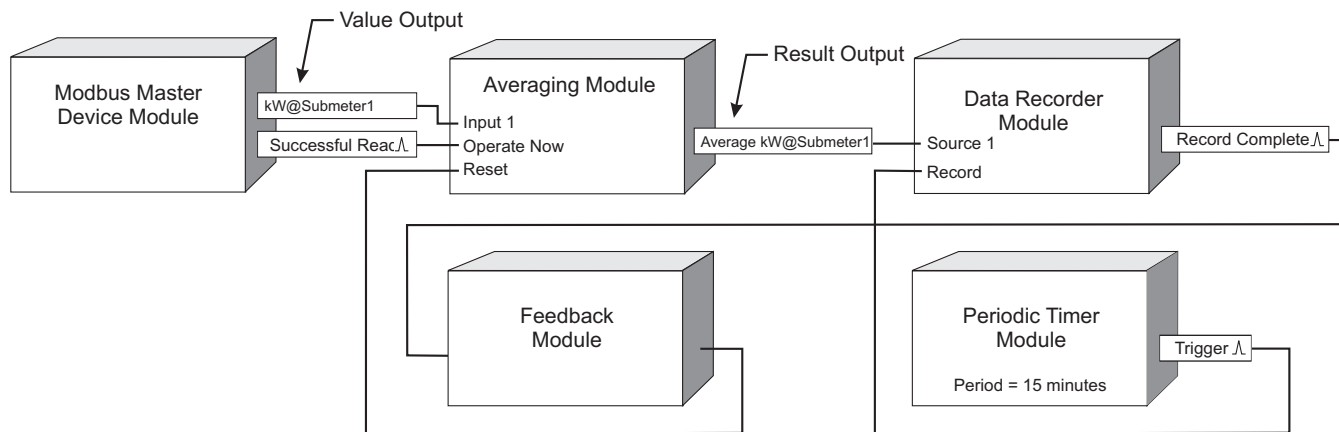 Value Output
Result Output
Modbus Master
Device Module
kW@Submeter1
Successful Read
Averaging Module
Input 1
Operate Now
Reset
Average kW@Submeter1
Data Recorder
Module
Source 1
Record
Record Complete
Feedback
Module
Periodic Timer
Module
Period = 15 minutes
Trigger